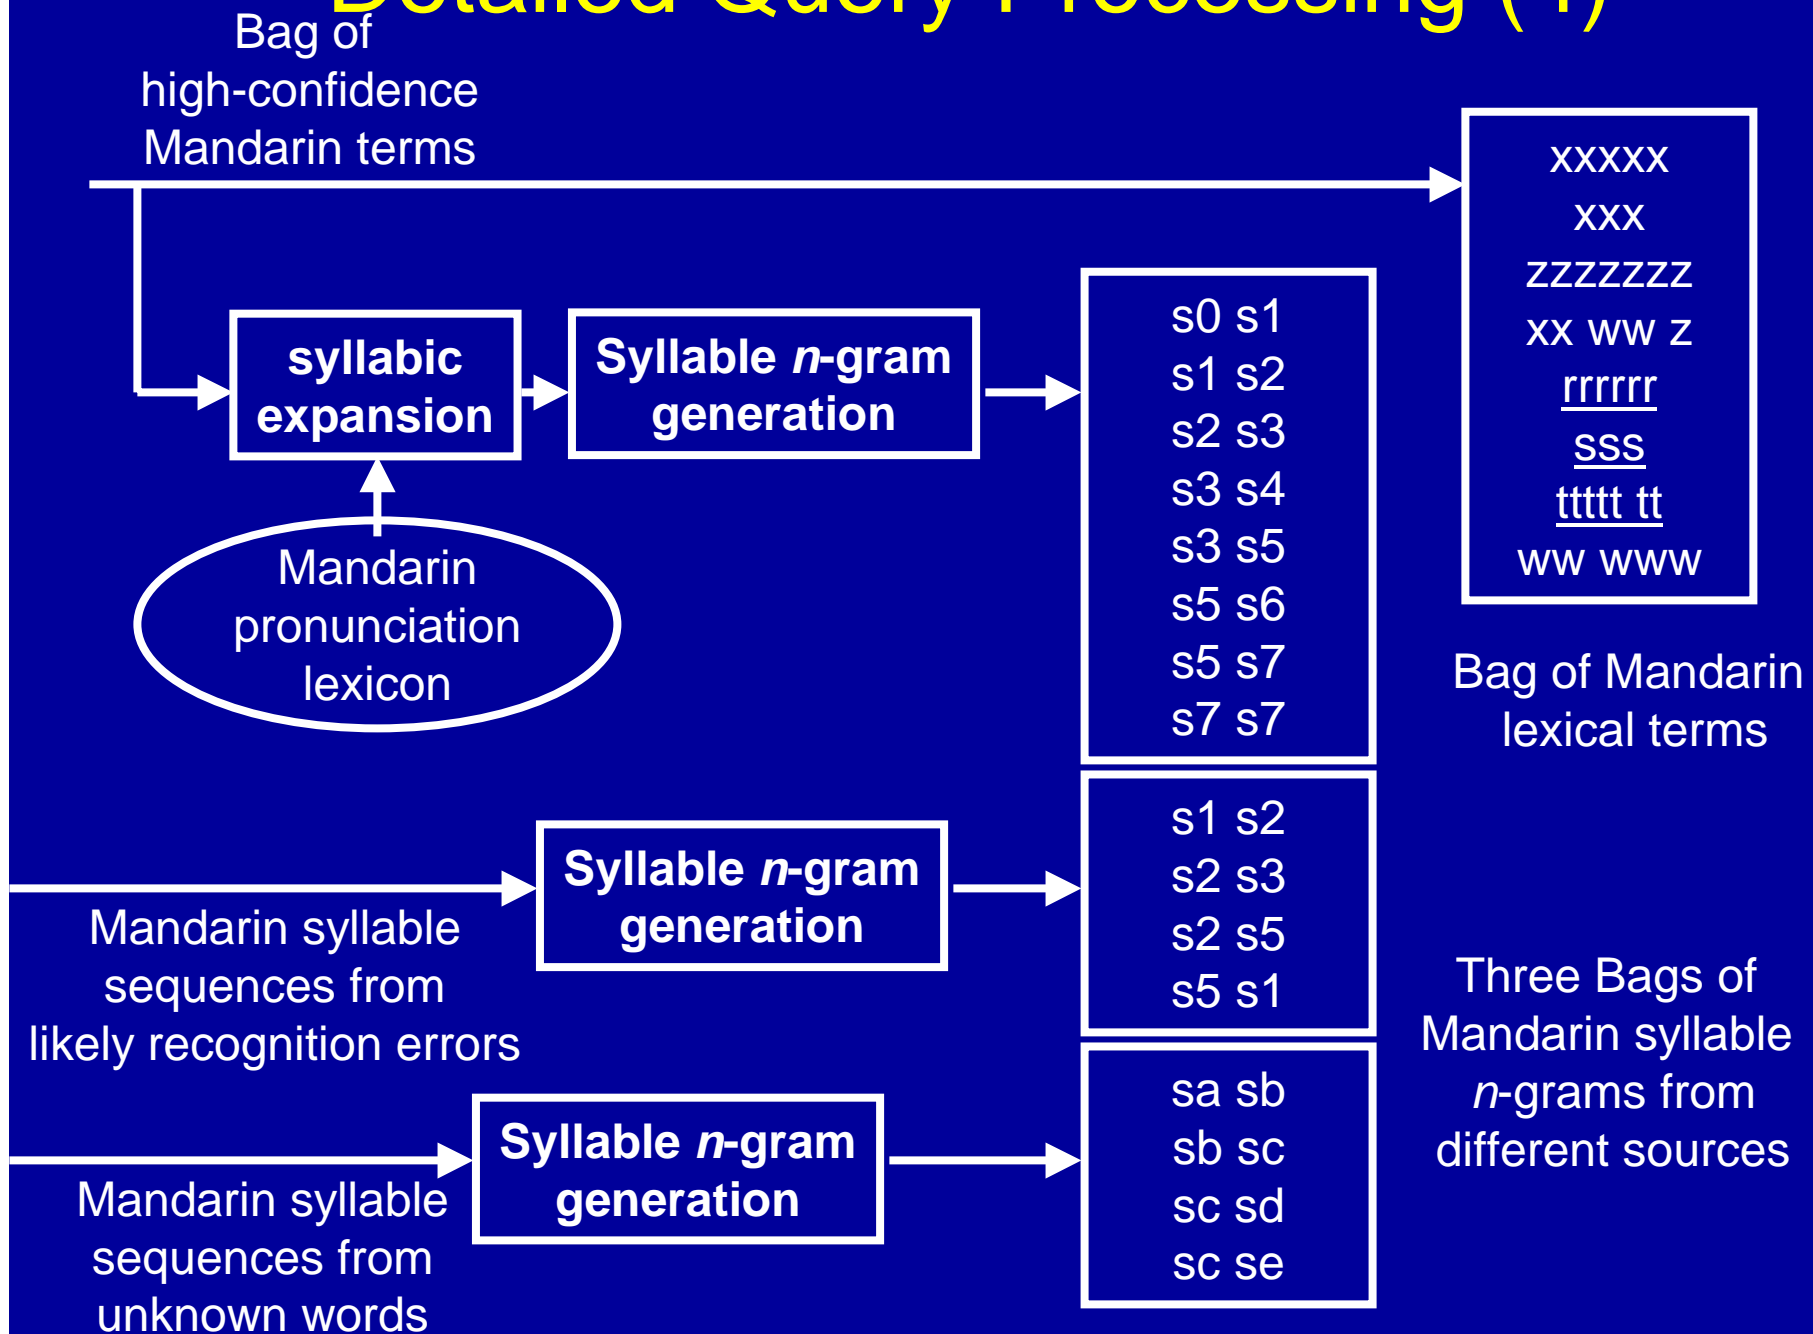 Detailed Query Processing (4)
Bag of
high-confidence
Mandarin terms
syllabic
expansion
Syllable n-gram
generation
Mandarin
pronunciation
lexicon
s0 s1
s1 s2
s2 s3
s3 s4
s3 s5
s5 s6
s5 s7
s7 s7
xxxxx
xxx
zzzzzzz
xx ww z
rrrrrr
sss
ttttt tt
ww www
Bag of Mandarin
lexical terms
Mandarin syllable
sequences from
likely recognition errors
Syllable n-gram
generation
s1 s2
s2 s3
s2 s5
s5 s1
Mandarin syllable
sequences from
unknown words
Syllable n-gram
generation
sa sb
sb sc
sc sd
sc se
Three Bags of
Mandarin syllable
n-grams from
different sources